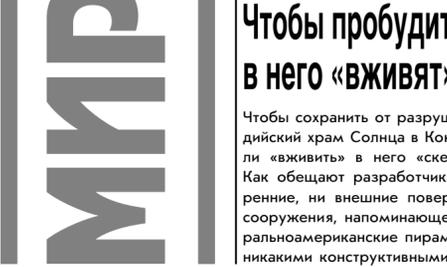 МИР
Чтобы пробудит
в него «вживят»
Чтобы сохранить от разруш
дийский храм Солнца в Кон
ли «вживить» в него «ске
Как обещают разработчик
ренние, ни внешние повер
сооружения, напоминающе
ральноамериканские пирам
никакими конструктивными